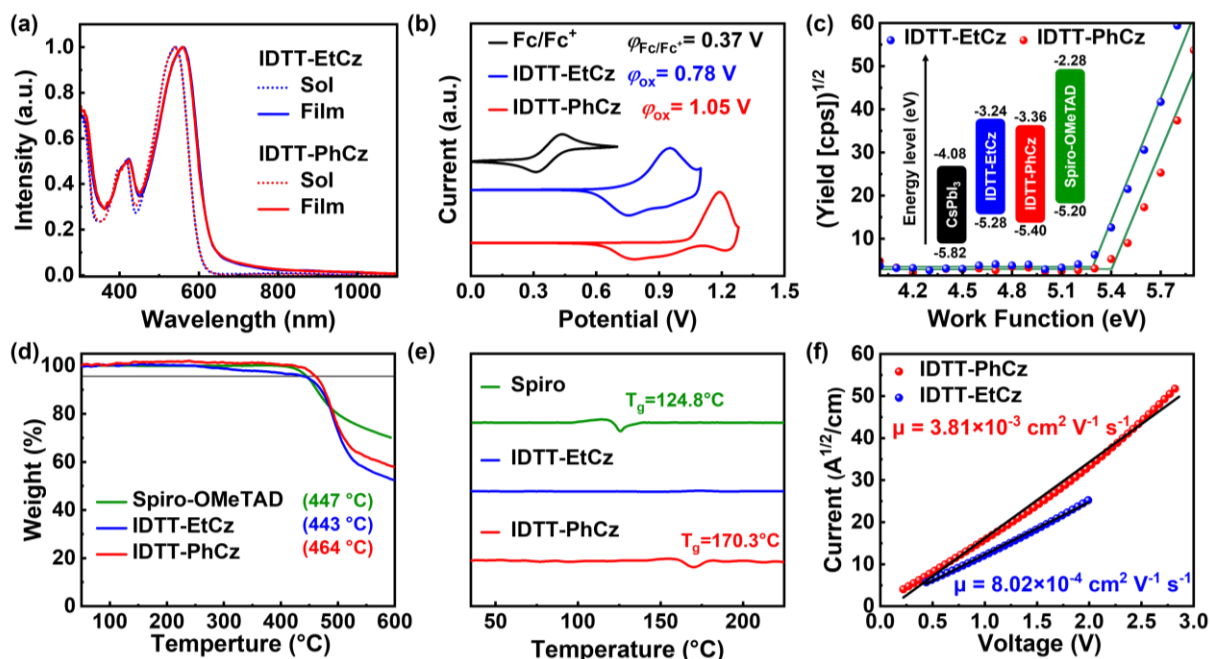 (a)
Intensity (a.u.)
1.0
0.8
0.6
0.4
0.2
0.0
IDTT-EtCz
Sol
Film
IDTT-PhCz
Sol
Film
400 600 800 1000
Wavelength (nm)
(b)
Current (a.u.)
Fc/Fc⁺ φFc/Fc⁺ = 0.37 V
IDTT-EtCz φox = 0.78 V
IDTT-PhCz φox = 1.05 V
0.0 0.3 0.6 0.9 1.2 1.5
Potential (V)
(c)
(Yield [cps])^1/2
60
50
40
30
20
10
IDTT-EtCz IDTT-PhCz
Energy level (eV)
-4.08
CsPbI₃
-5.82
-3.24
IDTT-EtCz
-5.28
-3.36
IDTT-PhCz
-5.40
-2.28
Spiro-OMeTAD
-5.20
4.2 4.5 4.8 5.1 5.4 5.7
Work Function (eV)
(d)
Weight (%)
100
80
60
40
20
0
Spiro-OMeTAD (447 °C)
IDTT-EtCz (443 °C)
IDTT-PhCz (464 °C)
100 200 300 400 500 600
Temperture (°C)
(e)
Spiro
Tg=124.8°C
IDTT-EtCz
IDTT-PhCz
Tg=170.3°C
50 100 150 200
Temperature (°C)
(f)
Current (A^1/2/cm)
60
50
40
30
20
10
0
IDTT-PhCz
IDTT-EtCz
μ = 3.81×10⁻³ cm² V⁻¹ s⁻¹
μ = 8.02×10⁻⁴ cm² V⁻¹ s⁻¹
0.0 0.5 1.0 1.5 2.0 2.5 3.0
Voltage (V)